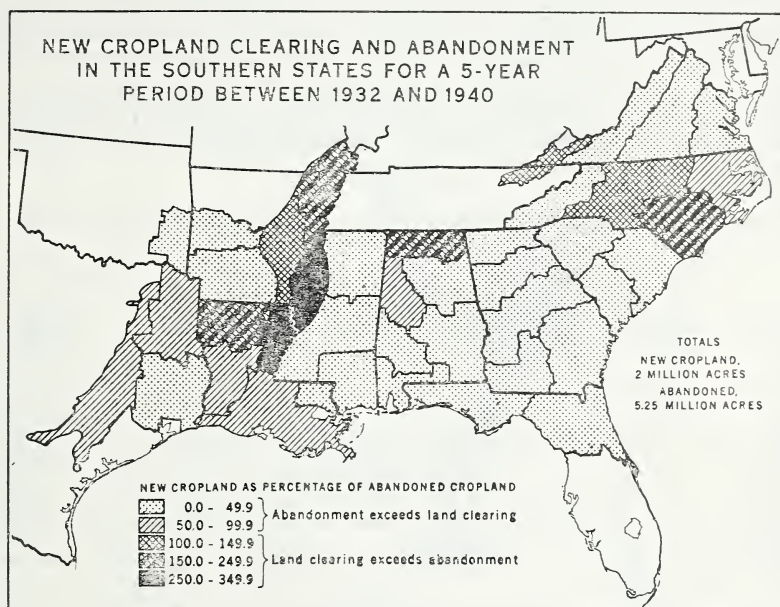 NEW CROPLAND CLEARING AND ABANDONMENT
IN THE SOUTHERN STATES FOR A 5-YEAR
PERIOD BETWEEN 1932 AND 1940
TOTALS
NEW CROPLAND,
2 MILLION ACRES
ABANDONED,
5.25 MILLION ACRES
NEW CROPLAND AS PERCENTAGE OF ABANDONED CROPLAND
0.0 - 49.9
50.0 - 99.9
Abandonment exceeds land clearing
100.0 - 149.9
150.0 - 249.9
250.0 - 349.9
Land clearing exceeds abandonment